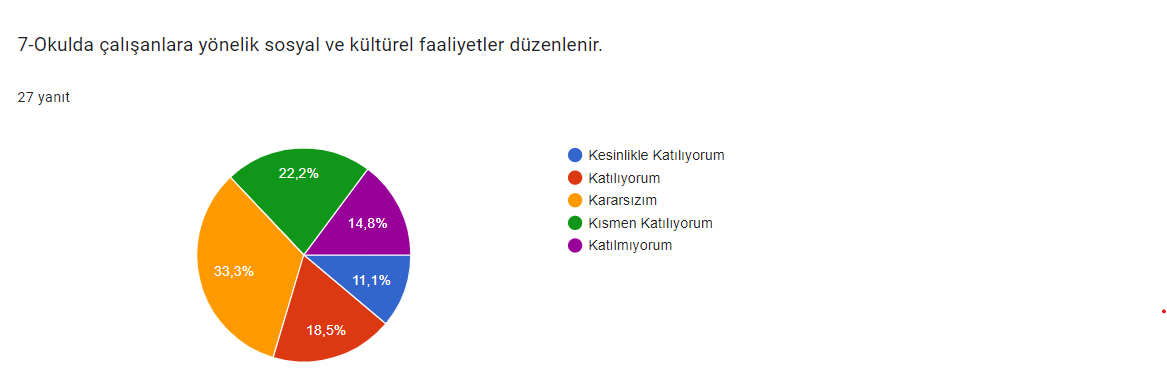 7-Okulda çalışanlara yönelik sosyal ve kültürel faaliyetler düzenlenir.
27 yanıt
22,2%
14,8%
33,3%
11,1%
18,5%
Kesinlikle Katılıyorum
Katılıyorum
Kararsızım
Kısmen Katılıyorum
Katılmıyorum